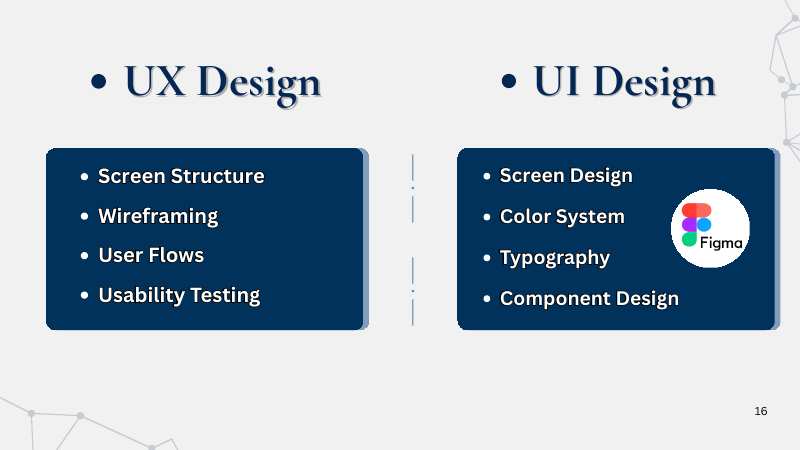 • UX Design
• Screen Structure
• Wireframing
• User Flows
• Usability Testing
• UI Design
• Screen Design
• Color System
• Typography
• Component Design
Figma
16